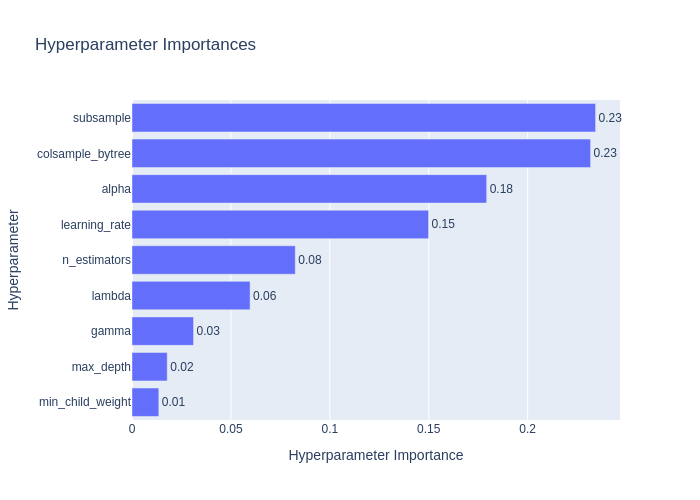 Hyperparameter Importances
subsample 0.23
colsample_bytree 0.23
alpha 0.18
learning_rate 0.15
n_estimators 0.08
lambda 0.06
gamma 0.03
max_depth 0.02
min_child_weight 0.01
0 0.05 0.1 0.15 0.2
Hyperparameter Importance
Hyperparameter